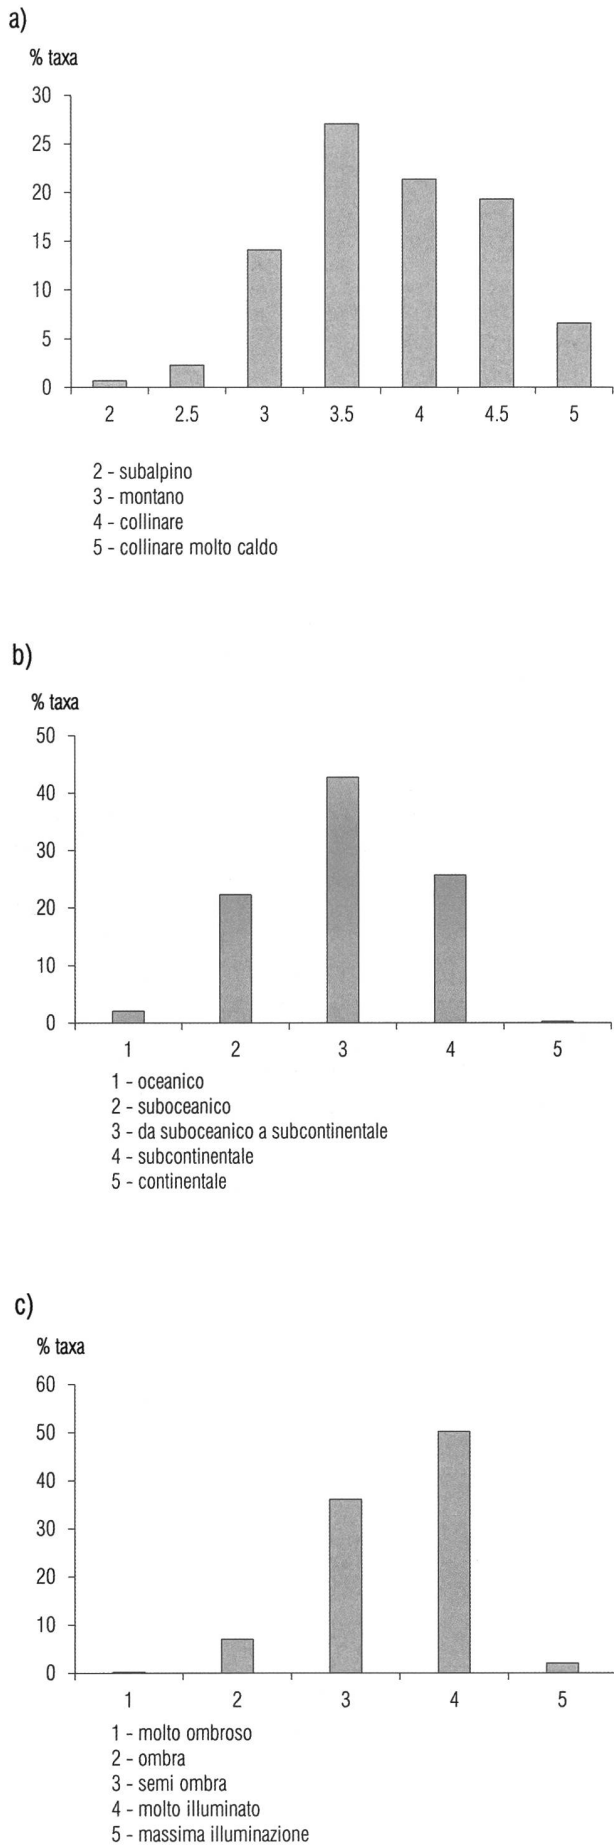 a)
% taxa
30
25
20
15
10
5
0
2 2.5 3 3.5 4 4.5 5
2 - subalpino
3 - montano
4 - collinare
5 - collinare molto caldo
b)
% taxa
50
40
30
20
10
0
1 2 3 4 5
1 - oceanico
2 - suboceanico
3 - da suboceanico a subcontinentale
4 - subcontinentale
5 - continentale
c)
% taxa
60
50
40
30
20
10
0
1 2 3 4 5
1 - molto ombroso
2 - ombra
3 - semi ombra
4 - molto illuminato
5 - massima illuminazione